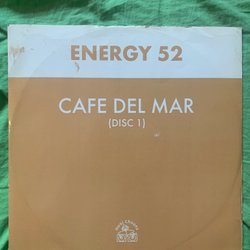 ENERGY 52
CAFE DEL MAR
(DISC 1)